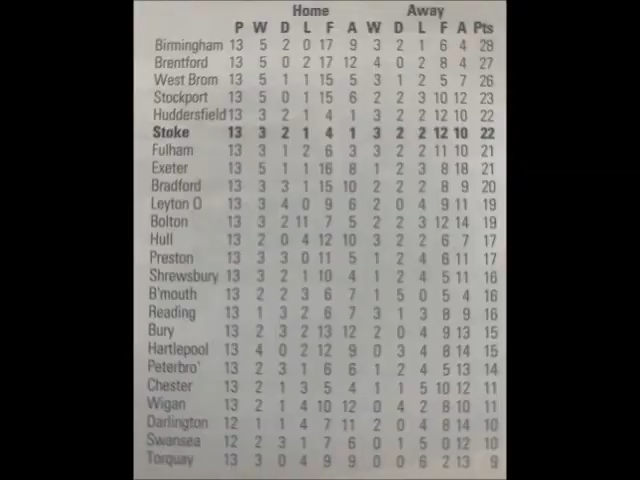 Home Away
P W D L F A W D L F A Pts
Birmingham 13 5 2 0 17 9 3 2 1 6 4 28
Brentford 13 5 0 2 17 12 4 0 2 8 4 27
West Brom 13 5 1 1 15 5 3 1 2 5 7 26
Stockport 13 5 0 1 15 6 2 2 3 10 12 23
Huddersfield 13 3 2 1 4 1 3 2 2 12 10 22
Stoke 13 3 2 1 4 1 3 2 2 12 10 22
Fulham 13 3 1 2 6 3 3 2 2 11 10 21
Exeter 13 5 1 1 16 8 1 2 3 8 18 21
Bradford 13 3 3 1 15 10 2 2 2 8 9 20
Leyton O 13 3 4 0 9 6 2 0 4 9 11 19
Bolton 13 3 2 11 7 5 2 2 3 12 14 19
Hull 13 2 0 4 12 10 3 2 2 6 7 17
Preston 13 3 3 0 11 5 1 2 4 6 11 17
Shrewsbury 13 3 2 1 10 4 1 2 4 5 11 16
B'mouth 13 2 2 3 6 7 1 5 0 5 4 16
Reading 13 1 3 2 6 7 3 1 3 8 9 16
Bury 13 2 3 2 13 12 2 0 4 9 13 15
Hartlepool 13 4 0 2 12 9 0 3 4 8 14 15
Peterbro' 13 2 3 1 6 6 1 2 4 5 13 14
Chester 13 2 1 3 5 4 1 1 5 10 12 11
Wigan 13 2 1 4 10 12 0 4 2 8 10 11
Darlington 12 1 1 4 7 11 2 0 4 8 14 10
Swansea 12 2 3 1 7 6 0 1 5 0 12 10
Torquay 13 3 0 4 9 9 0 0 6 2 13 9